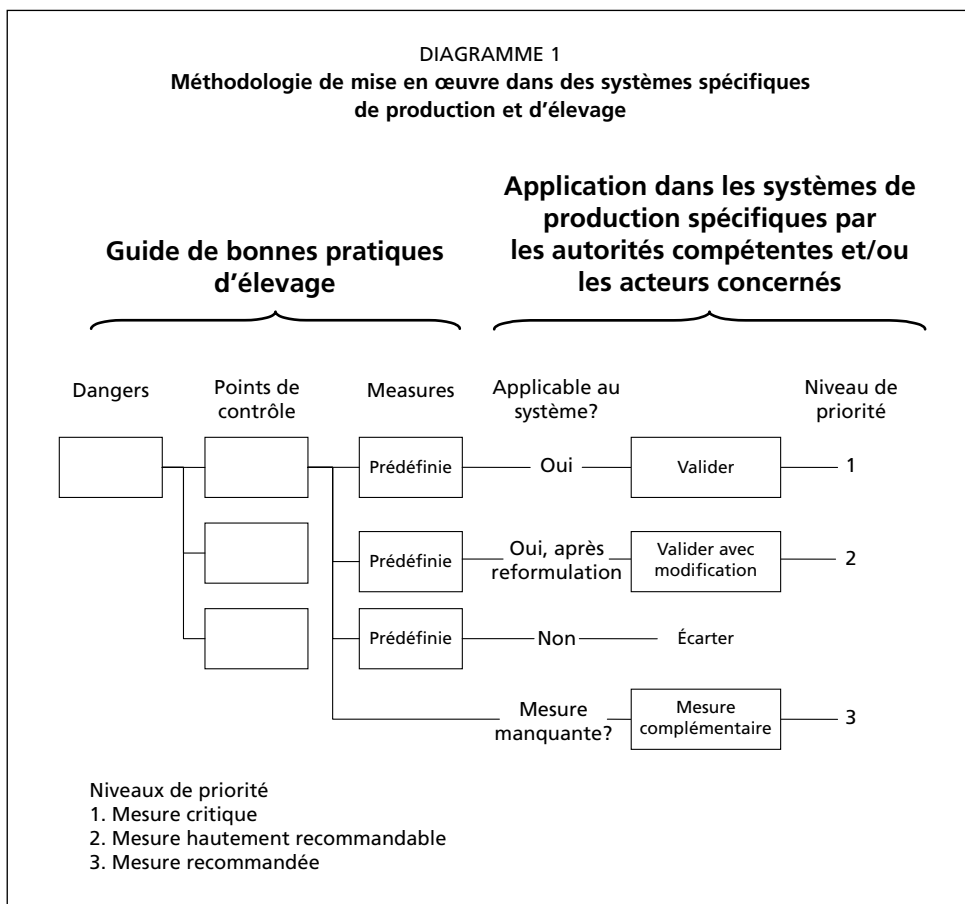 DIAGRAMME 1
Méthodologie de mise en œuvre dans des systèmes spécifiques
de production et d'élevage
Guide de bonnes pratiques
d'élevage
Application dans les systèmes de
production spécifiques par
les autorités compétentes et/ou
les acteurs concernés
Dangers
Points de
contrôle
Measures
Applicable au
système?
Niveau de
priorité
Prédéfinie
Oui
Valider
1
Prédéfinie
Oui, après
reformulation
Valider avec
modification
2
Prédéfinie
Non
Écarter
Mesure
manquante?
Mesure
complémentaire
3
Niveaux de priorité
1. Mesure critique
2. Mesure hautement recommandable
3. Mesure recommandée